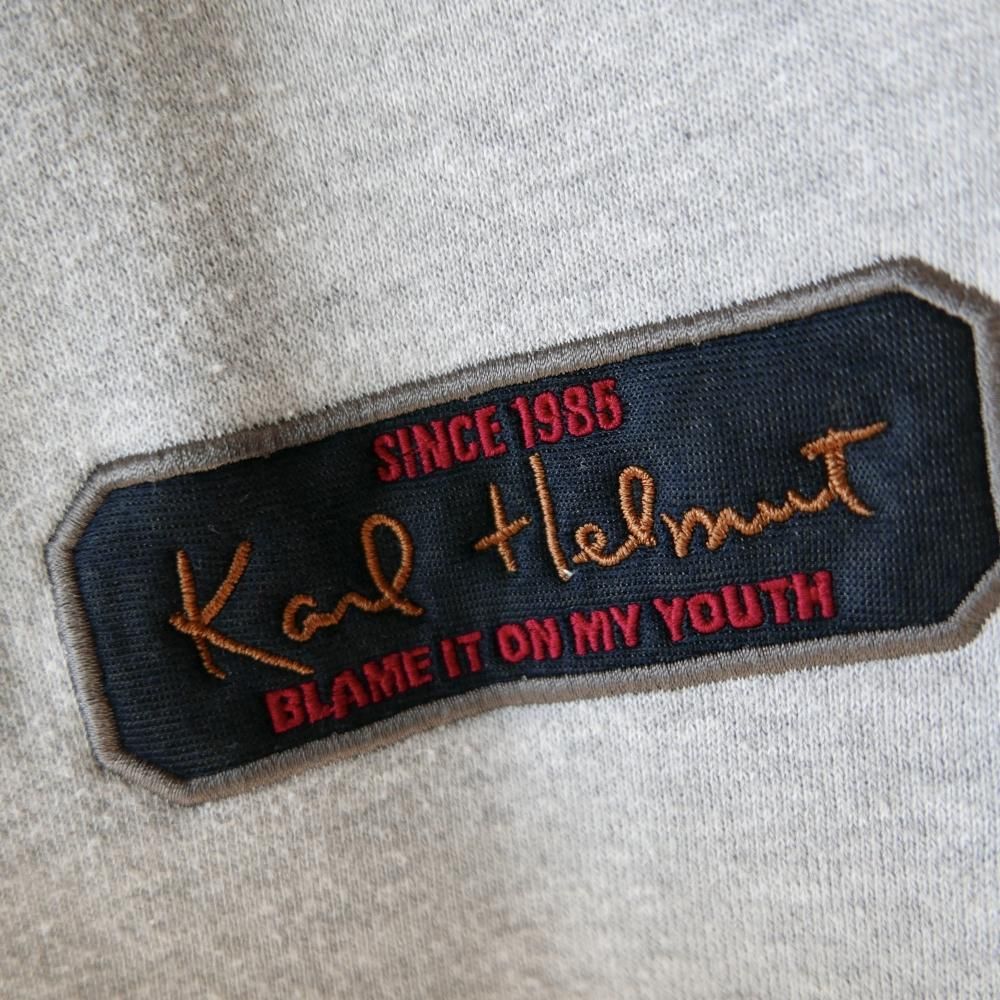 SINCE 1985
Karl Helmut
BLAME IT ON MY YOUTH